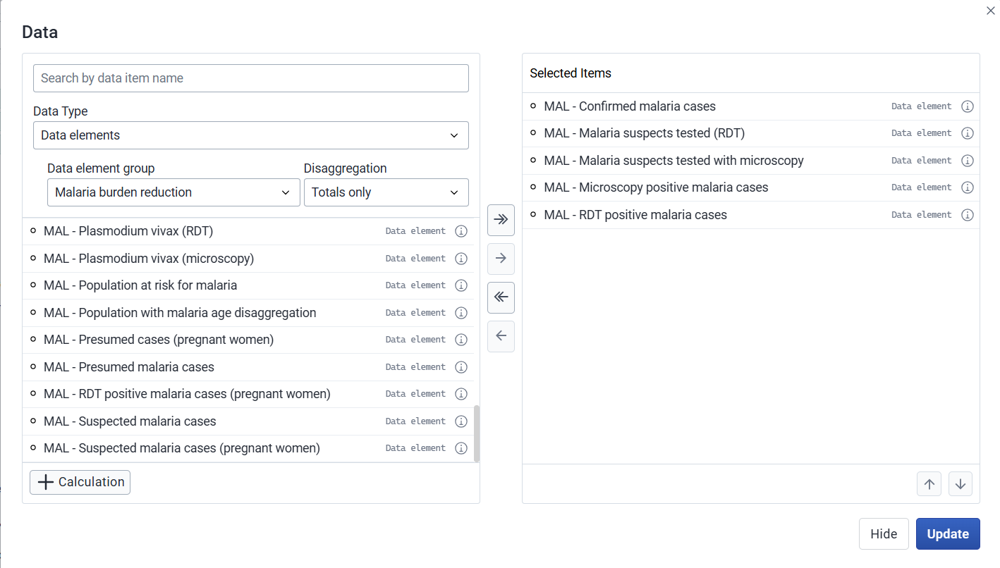 Data
Search by data item name
Data Type
Data elements
Data element group
Disaggregation
Malaria burden reduction
Totals only
MAL - Plasmodium vivax (RDT) Data element
MAL - Plasmodium vivax (microscopy) Data element
MAL - Population at risk for malaria Data element
MAL - Population with malaria age disaggregation Data element
MAL - Presumed cases (pregnant women) Data element
MAL - Presumed malaria cases Data element
MAL - RDT positive malaria cases (pregnant women) Data element
MAL - Suspected malaria cases Data element
MAL - Suspected malaria cases (pregnant women) Data element
Calculation
Selected Items
MAL - Confirmed malaria cases Data element
MAL - Malaria suspects tested (RDT) Data element
MAL - Malaria suspects tested with microscopy Data element
MAL - Microscopy positive malaria cases Data element
MAL - RDT positive malaria cases Data element
Hide
Update